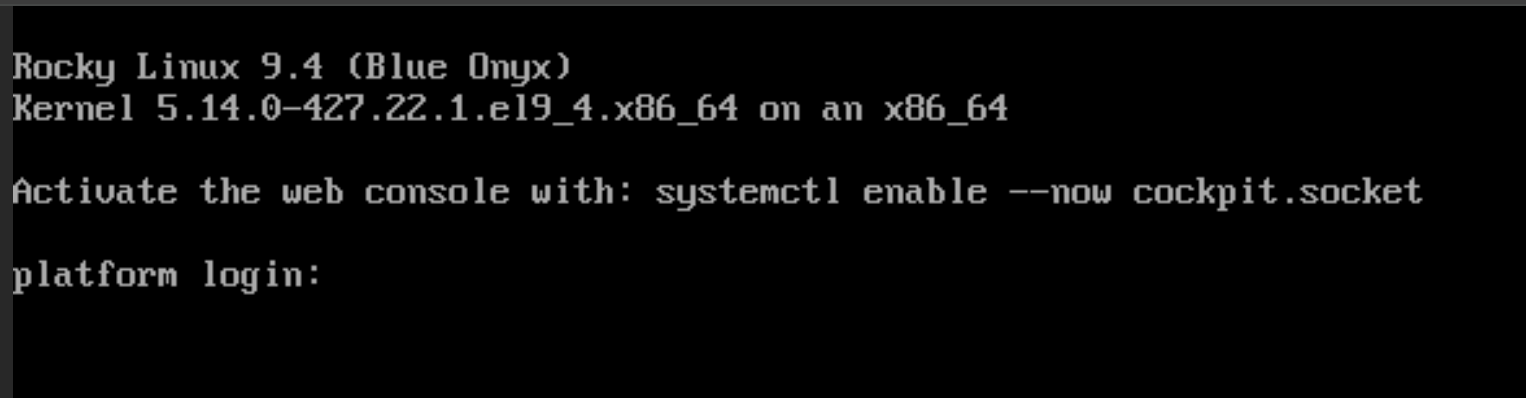 Rocky Linux 9.4 (Blue Onyx)
Kernel 5.14.0-427.22.1.el9_4.x86_64 on an x86_64
Activate the web console with: systemctl enable --now cockpit.socket
platform login: